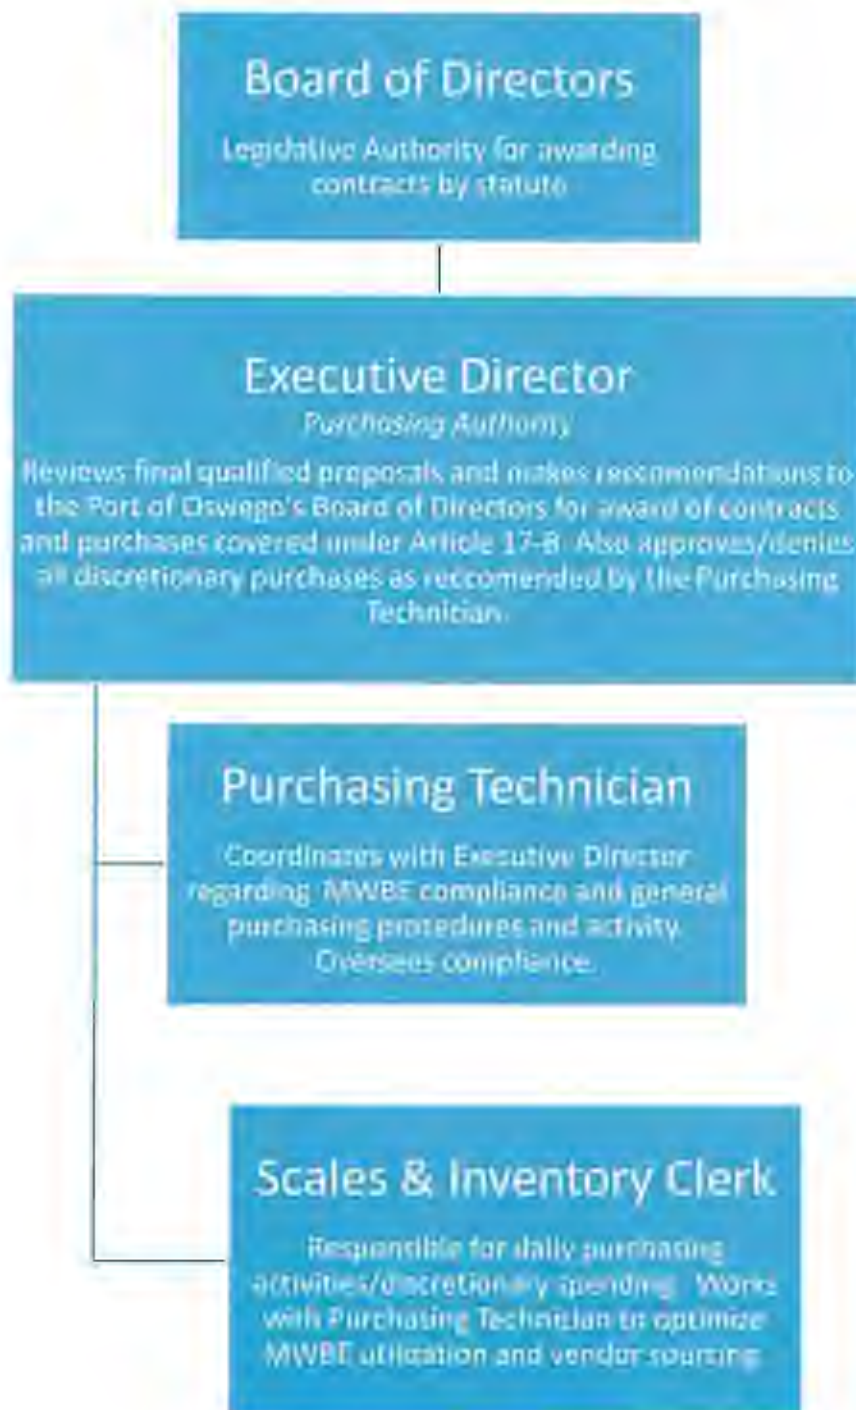 Board of Directors
Legislative Authority for awarding
contracts by statute
Executive Director
Purchasing Authority
Reviews final qualified proposals and makes reccomendations to
the Port of Oswego's Board of Directors for award of contracts
and purchases covered under Article 17-B. Also approves/denies
all discretionary purchases as reccomended by the Purchasing
Technician.
Purchasing Technician
Coordinates with Executive Director
regarding MWBE compliance and general
purchasing procedures and activity.
Oversees compliance.
Scales & Inventory Clerk
Responsible for daily purchasing
activities/discretionary spending. Works
with Purchasing Technician to optimize
MWBE utilization and vendor sourcing.